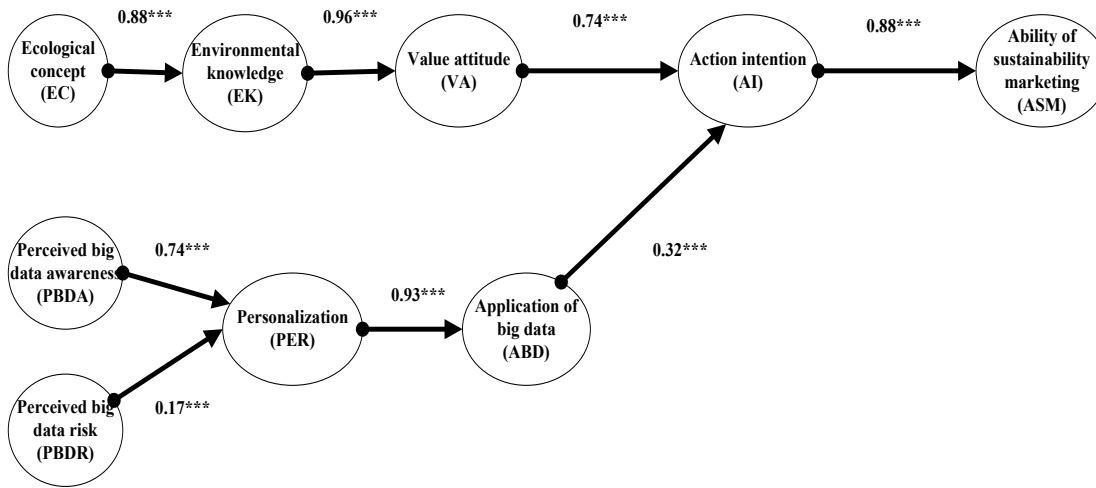 0.88***
0.96***
0.74***
0.88***
Ecological
concept
(EC)
Environmental
knowledge
(EK)
Value attitude
(VA)
Action intention
(AI)
Ability of
sustainability
marketing
(ASM)
Perceived big
data awareness
(PBDA)
0.74***
Personalization
(PER)
0.93***
Application of
big data
(ABD)
0.32***
Perceived big
data risk
(PBDR)
0.17***